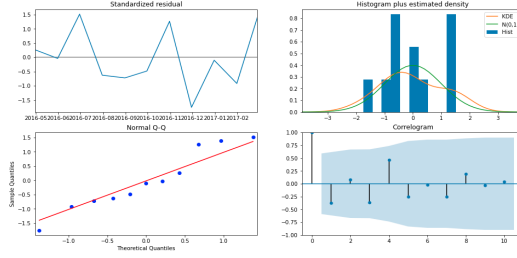 Standardized residual
1.5
1.0
0.5
0.0
−0.5
−1.0
−1.5
2016-05 2016-06 2016-07 2016-08 2016-09 2016-10 2016-11 2016-12 2017-01 2017-02
Histogram plus estimated density
KDE
N(0,1
Hist
0.8
0.7
0.6
0.5
0.4
0.3
0.2
0.1
0.0
−3 −2 −1 0 1 2 3
Normal Q-Q
Sample Quantiles
1.5
1.0
0.5
0.0
−0.5
−1.0
−1.5
−1.0 −0.5 0.0 0.5 1.0
Theoretical Quantiles
Correlogram
1.00
0.75
0.50
0.25
0.00
−0.25
−0.50
−0.75
−1.00
0 2 4 6 8 10